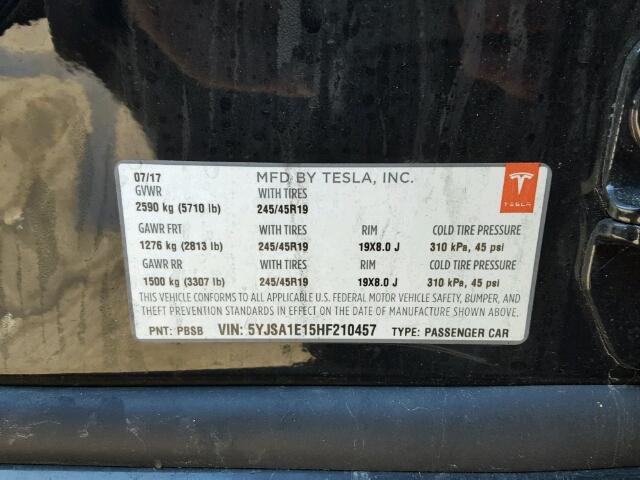 07/17 MFD BY TESLA, INC.
GVWR WITH TIRES
2590 kg (5710 lb) 245/45R19
TESLA
GAWR FRT WITH TIRES RIM COLD TIRE PRESSURE
1276 kg (2813 lb) 245/45R19 19X8.0 J 310 kPa, 45 psi
GAWR RR WITH TIRES RIM COLD TIRE PRESSURE
1500 kg (3307 lb) 245/45R19 19X8.0 J 310 kPa, 45 psi
THIS VEHICLE CONFORMS TO ALL APPLICABLE U.S. FEDERAL MOTOR VEHICLE SAFETY, BUMPER, AND
THEFT PREVENTION STANDARDS IN EFFECT ON THE DATE OF MANUFACTURE SHOWN ABOVE.
PNT: PBSB VIN: 5YJSA1E15HF210457 TYPE: PASSENGER CAR